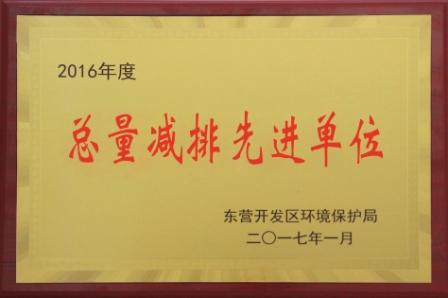 2016年度
总量减排先进单位
东营开发区环境保护局
二〇一七年一月